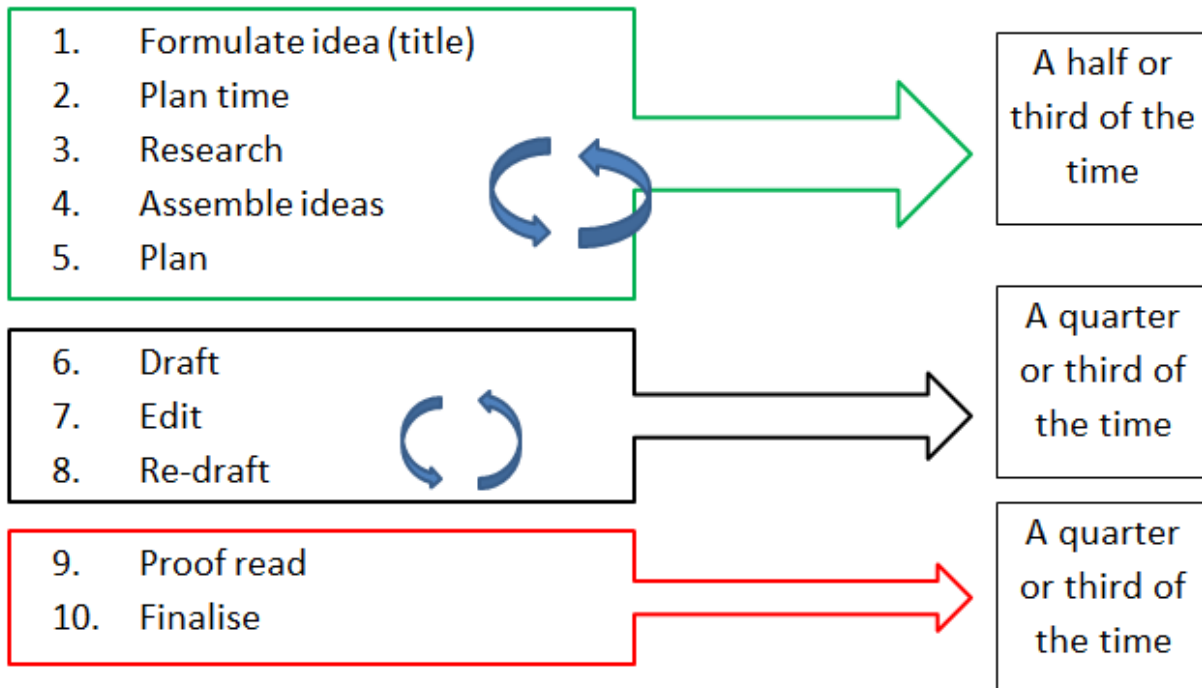 1. Formulate idea (title)
2. Plan time
3. Research
4. Assemble ideas
5. Plan
A half or
third of the
time
6. Draft
7. Edit
8. Re-draft
A quarter
or third of
the time
9. Proof read
10. Finalise
A quarter
or third of
the time